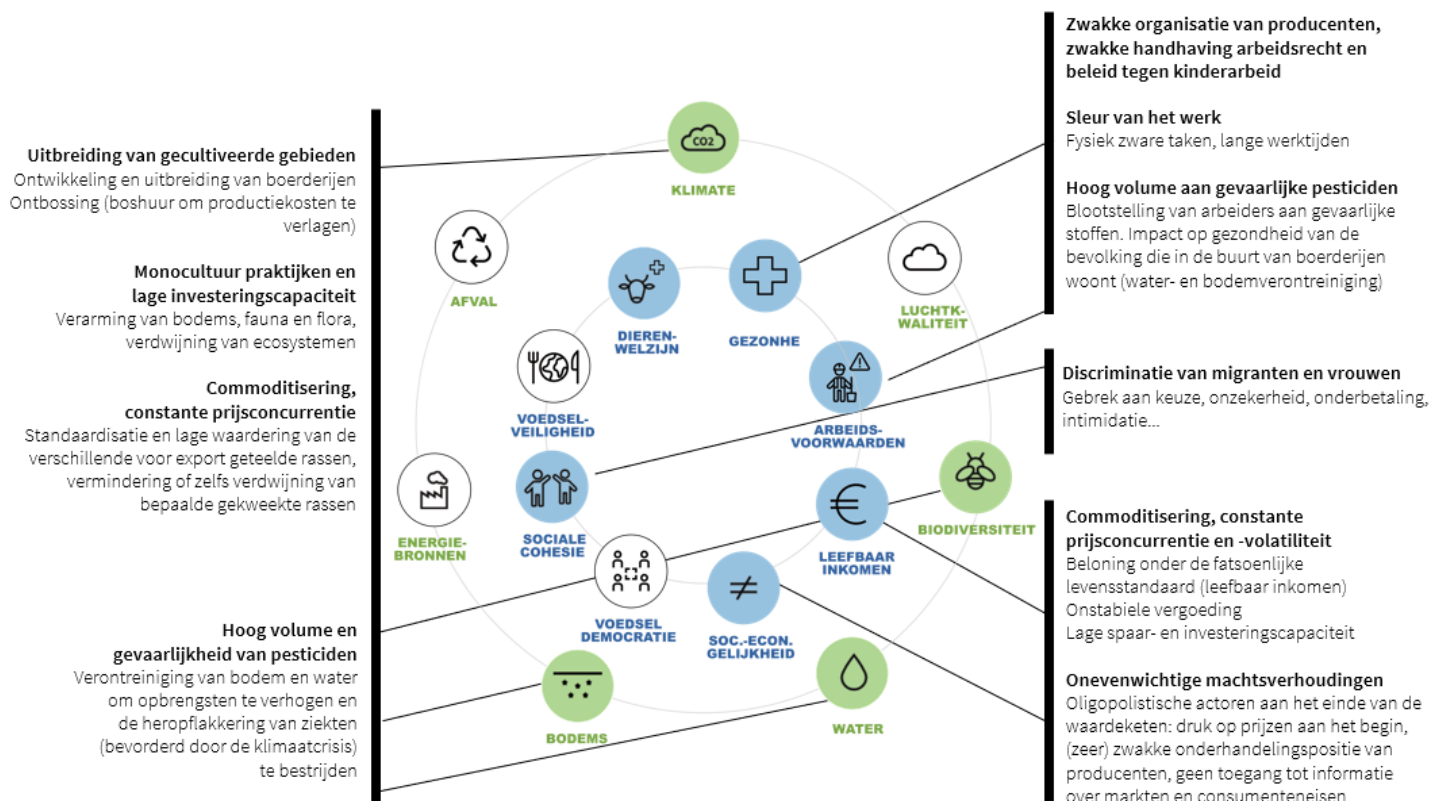 Uitbreiding van gecultiveerde gebieden
Ontwikkeling en uitbreiding van boerderijen
Ontbossing (boshuur om productiekosten te
verlagen)
Monocultuur praktijken en
lage investeringscapaciteit
Verarming van bodems, fauna en flora,
verdwijning van ecosystemen
Commoditisering,
constante prijsconcurrentie
Standaardisatie en lage waardering van de
verschillende voor export geteelde rassen,
vermindering of zelfs verdwijning van
bepaalde gekweekte rassen
Hoog volume en
gevaarlijkheid van pesticiden
Verontreiniging van bodem en water
om opbrengsten te verhogen en
de heropflakkering van ziekten
(bevorderd door de klimaatcrisis)
te bestrijden
CO2
KLIMATE
AFVAL
LUCHTK-
WALITEIT
DIEREN-
WELZIJN
GEZONHE
VOEDSEL-
VEILIGHEID
ARBEIDS-
VOORWAARDEN
SOCIALE
COHESIE
ENERGIE-
BRONNEN
LEEFBAAR
INKOMEN
BIODIVERSITEIT
VOEDSEL
DEMOCRATIE
SOC.-ECON.
GELIJKHEID
BODEMS
WATER
Zwakke organisatie van producenten,
zwakke handhaving arbeidsrecht en
beleid tegen kinderarbeid
Sleur van het werk
Fysiek zware taken, lange werktijden
Hoog volume aan gevaarlijke pesticiden
Blootstelling van arbeiders aan gevaarlijke
stoffen. Impact op gezondheid van de
bevolking die in de buurt van boerderijen
woont (water- en bodemverontreiniging)
Discriminatie van migranten en vrouwen
Gebrek aan keuze, onzekerheid, onderbetaling,
intimidatie...
Commoditisering, constante
prijsconcurrentie en -volatiliteit
Beloning onder de fatsoenlijke
levensstandaard (leefbaar inkomen)
Onstabiele vergoeding
Lage spaar- en investeringscapaciteit
Onevenwichtige machtsverhoudingen
Oligopolistische actoren aan het einde van de
waardeketen: druk op prijzen aan het begin,
(zeer) zwakke onderhandelingspositie van
producenten, geen toegang tot informatie
over markten en consumenteneisen